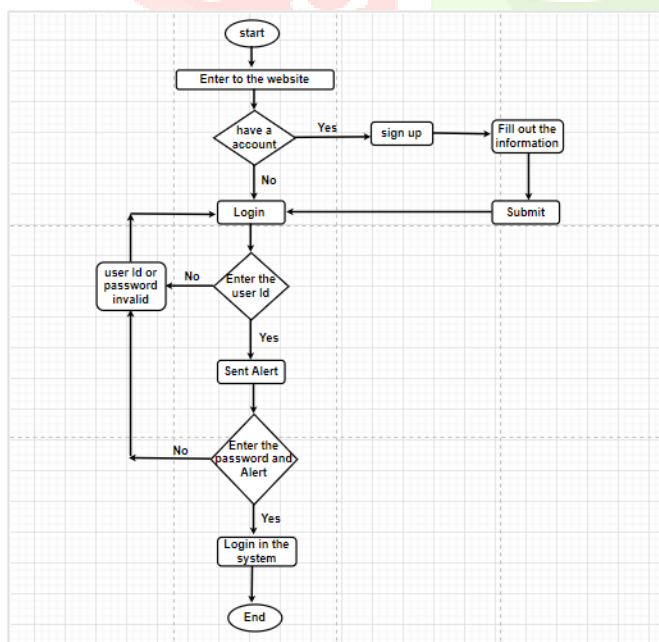 start
Enter to the website
have a
account
Yes
sign up
Fill out the
information
No
Login
Submit
user Id or
password
invalid
No
Enter the
user Id
Yes
Sent Alert
No
Enter the
password and
Alert
Yes
Login in the
system
End